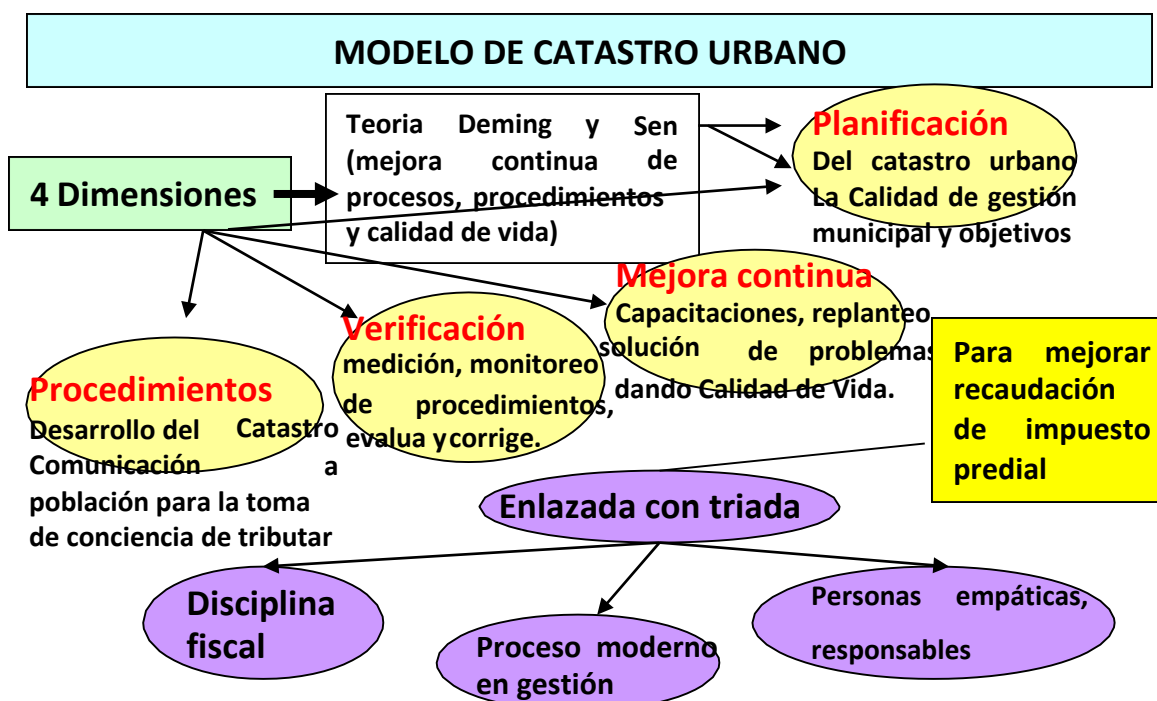 MODELO DE CATASTRO URBANO
Teoria Deming y Sen
(mejora continua de
procesos, procedimientos
y calidad de vida)
Planificación
Del catastro urbano
La Calidad de gestión
municipal y objetivos
4 Dimensiones
Mejora continua
Capacitaciones, replanteo,
solución de problemas
dando Calidad de Vida.
Verificación
medición, monitoreo
de procedimientos,
evalua y corrige.
Procedimientos
Desarrollo del Catastro
Comunicación a
población para la toma
de conciencia de tributar
Para mejorar
recaudación
de impuesto
predial
Enlazada con triada
Disciplina
fiscal
Proceso moderno
en gestión
Personas empáticas,
responsables